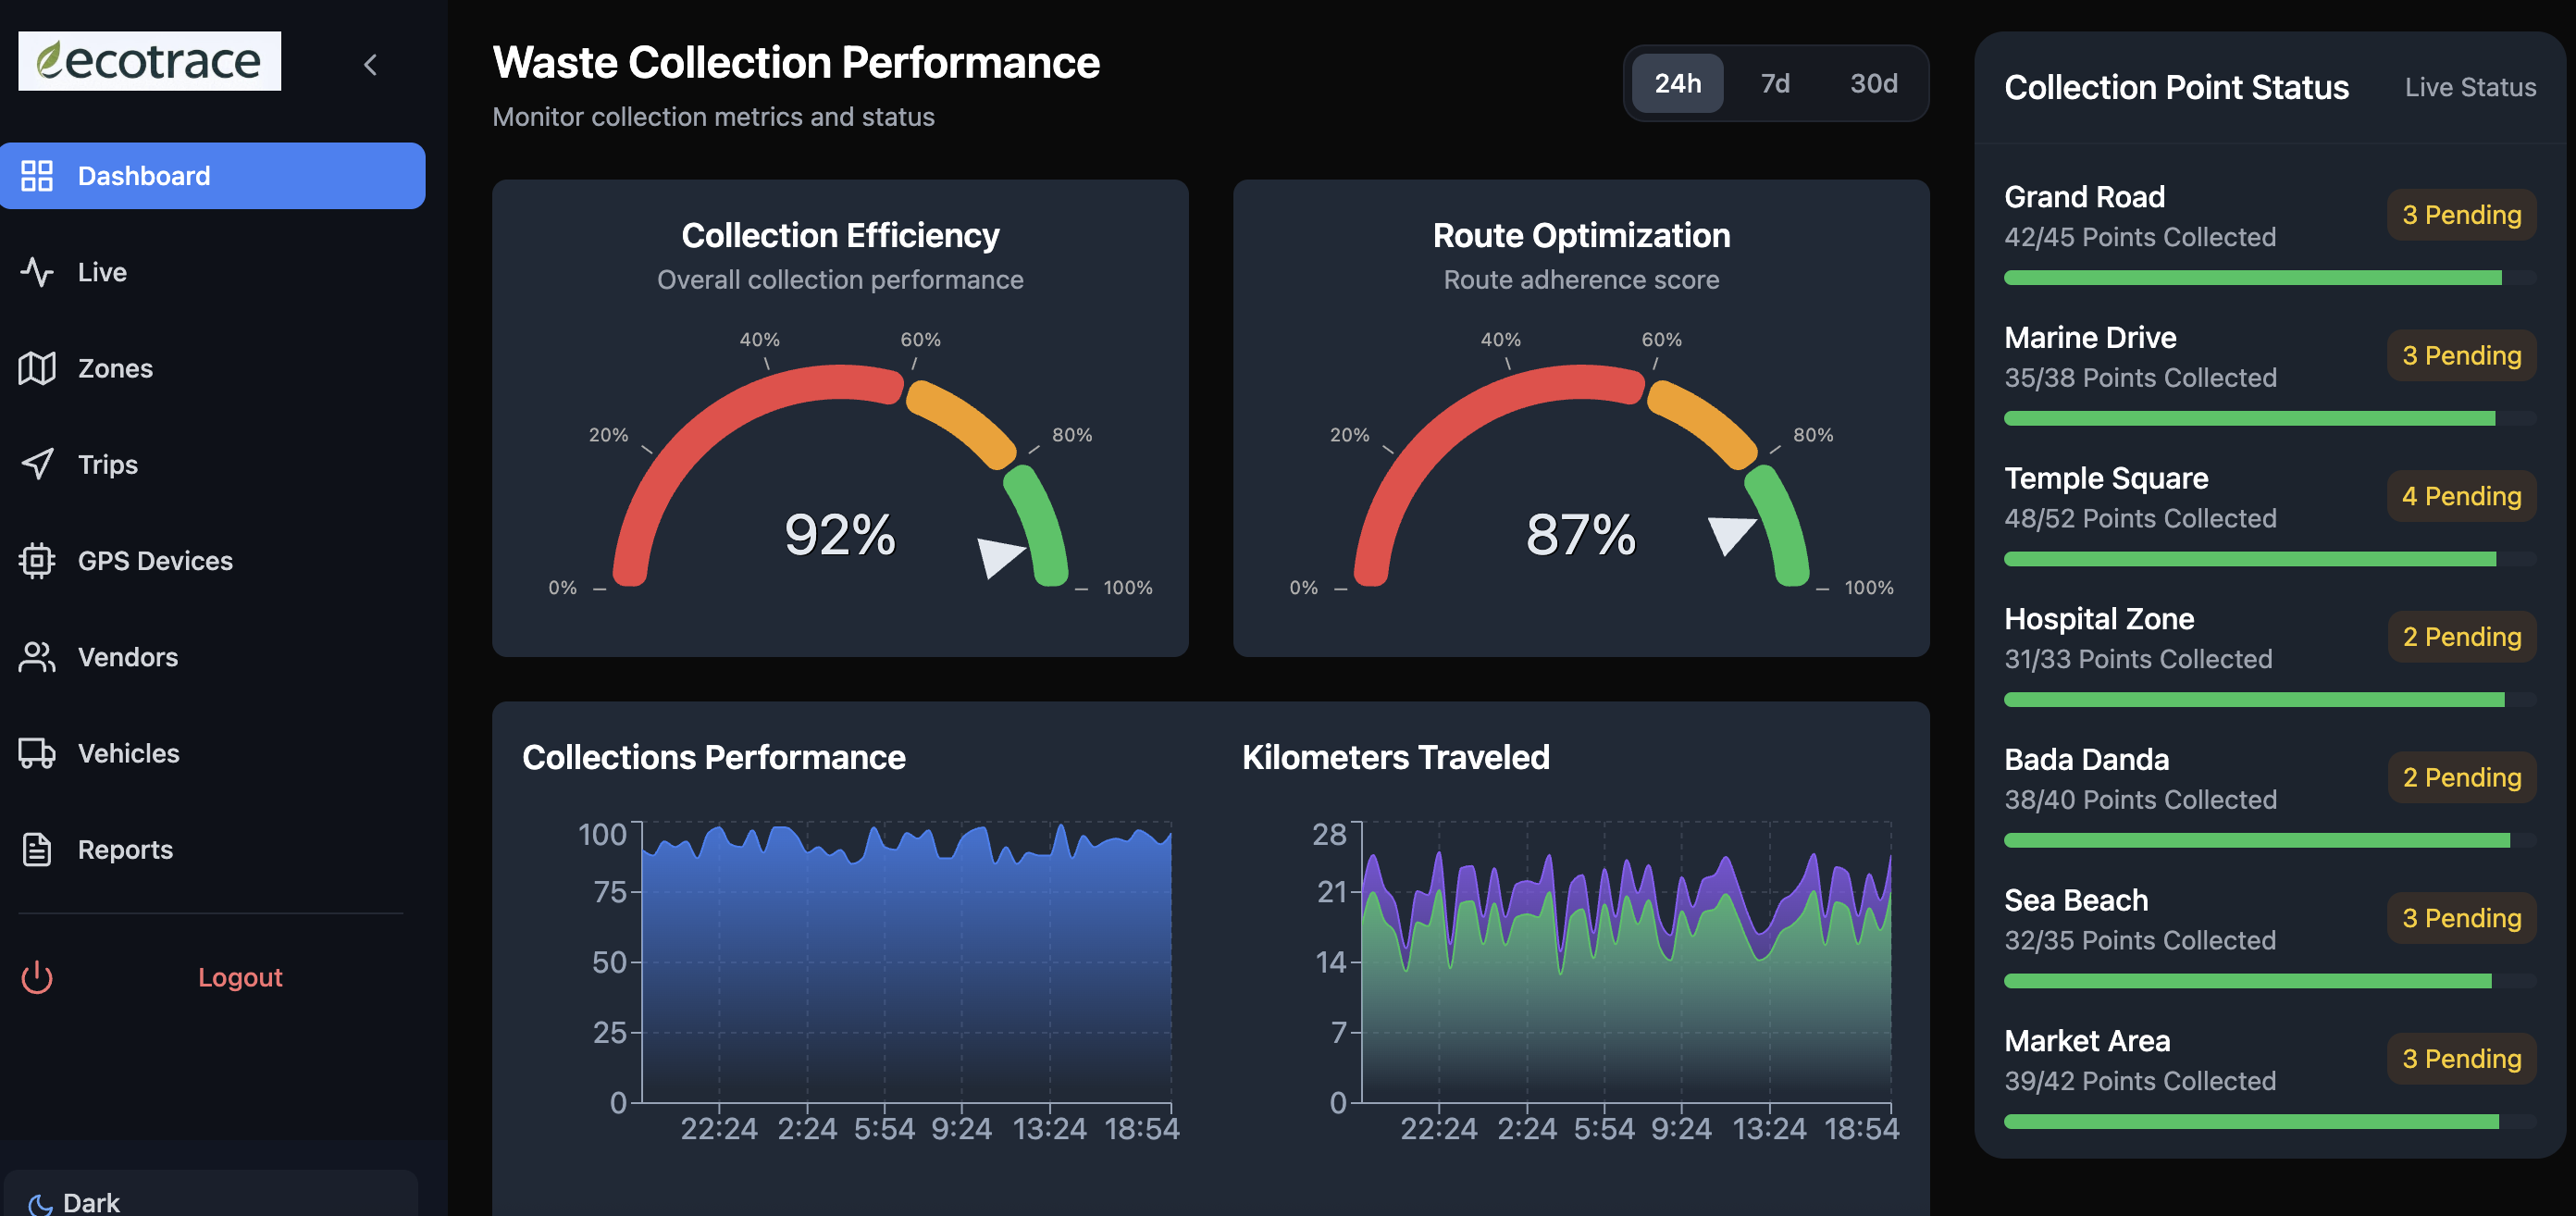 ecotrace
Dashboard
Live
Zones
Trips
GPS Devices
Vendors
Vehicles
Reports
Logout
Dark
Waste Collection Performance
Monitor collection metrics and status
24h 7d 30d
Collection Efficiency
Overall collection performance
0%
20%
40%
60%
80%
100%
92%
Route Optimization
Route adherence score
0%
20%
40%
60%
80%
100%
87%
Collections Performance
100
75
50
25
0
22:24 2:24 5:54 9:24 13:24 18:54
Kilometers Traveled
28
21
14
7
0
22:24 2:24 5:54 9:24 13:24 18:54
Collection Point Status Live Status
Grand Road
3 Pending
42/45 Points Collected
Marine Drive
3 Pending
35/38 Points Collected
Temple Square
4 Pending
48/52 Points Collected
Hospital Zone
2 Pending
31/33 Points Collected
Bada Danda
2 Pending
38/40 Points Collected
Sea Beach
3 Pending
32/35 Points Collected
Market Area
3 Pending
39/42 Points Collected